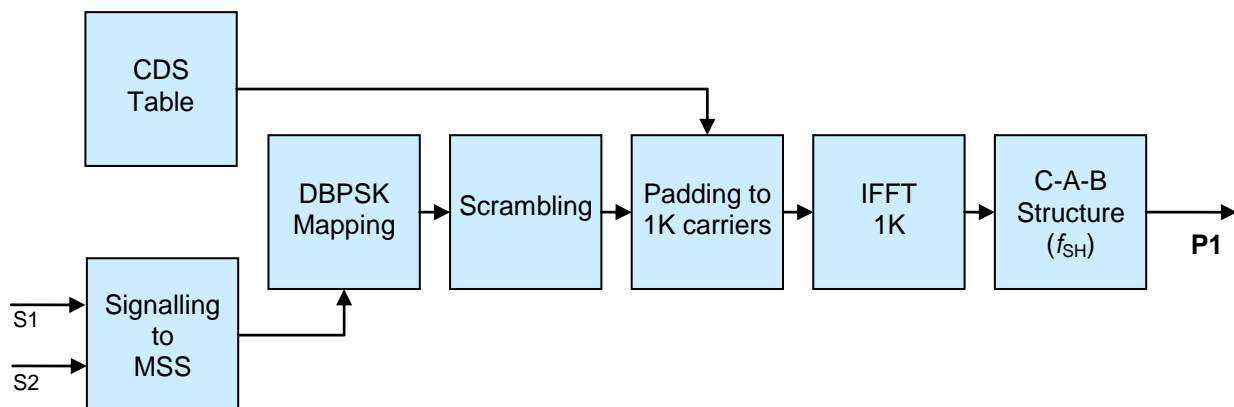 CDS
Table
DBPSK
Mapping
Scrambling
Padding to
1K carriers
IFFT
1K
C-A-B
Structure
(fSH)
P1
S1
S2
Signalling
to
MSS